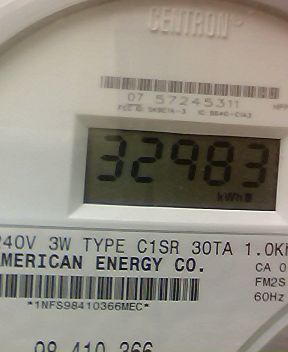 CENTRON
07 57245311
32983
kWh
240V 3W TYPE C1SR 30TA 1.0K
AMERICAN ENERGY CO.
CA 0
FM2S
60Hz
*1NFS98410366MEC*
98 410 366